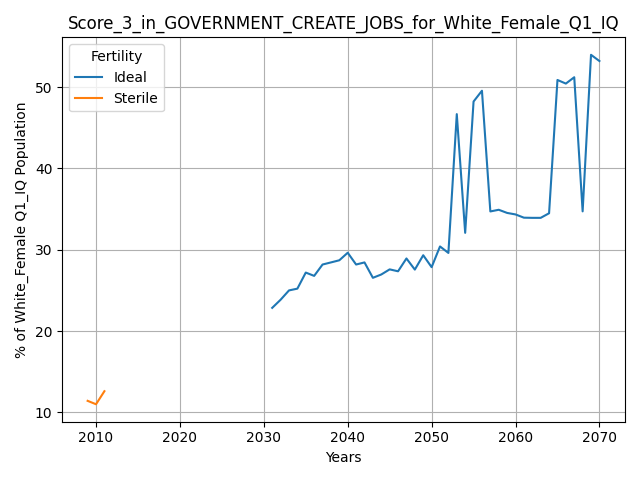 Score_3_in_GOVERNMENT_CREATE_JOBS_for_White_Female_Q1_IQ
Fertility
Ideal
Sterile
% of White_Female Q1_IQ Population
50
40
30
20
10
2010 2020 2030 2040 2050 2060 2070
Years